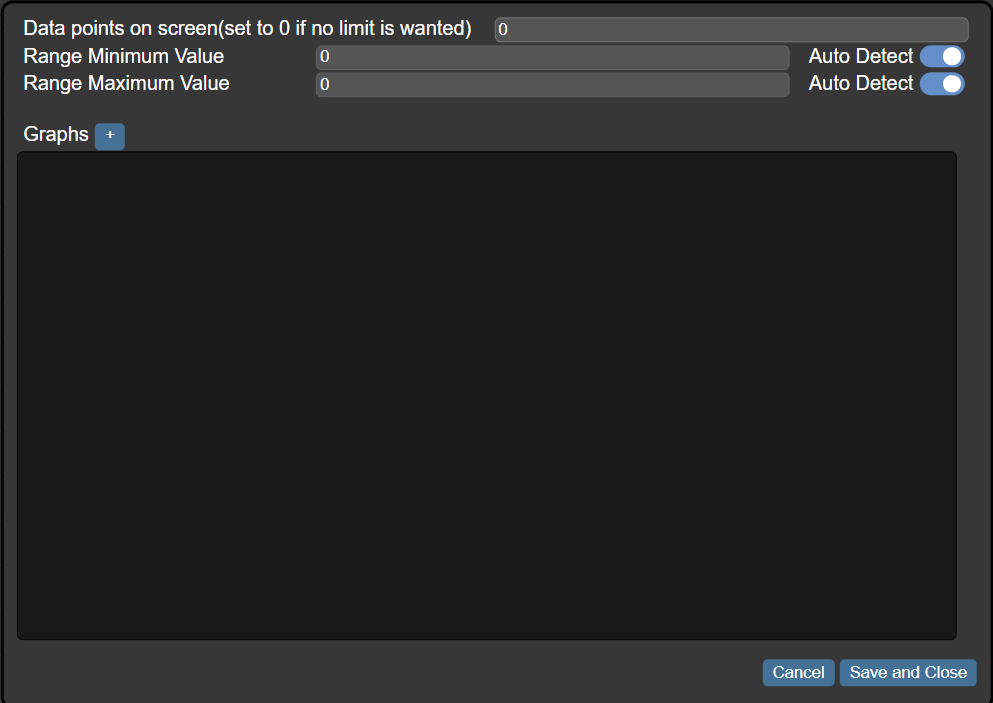 Data points on screen(set to 0 if no limit is wanted) 0
Range Minimum Value 0 Auto Detect
Range Maximum Value 0 Auto Detect
Graphs +
Cancel Save and Close